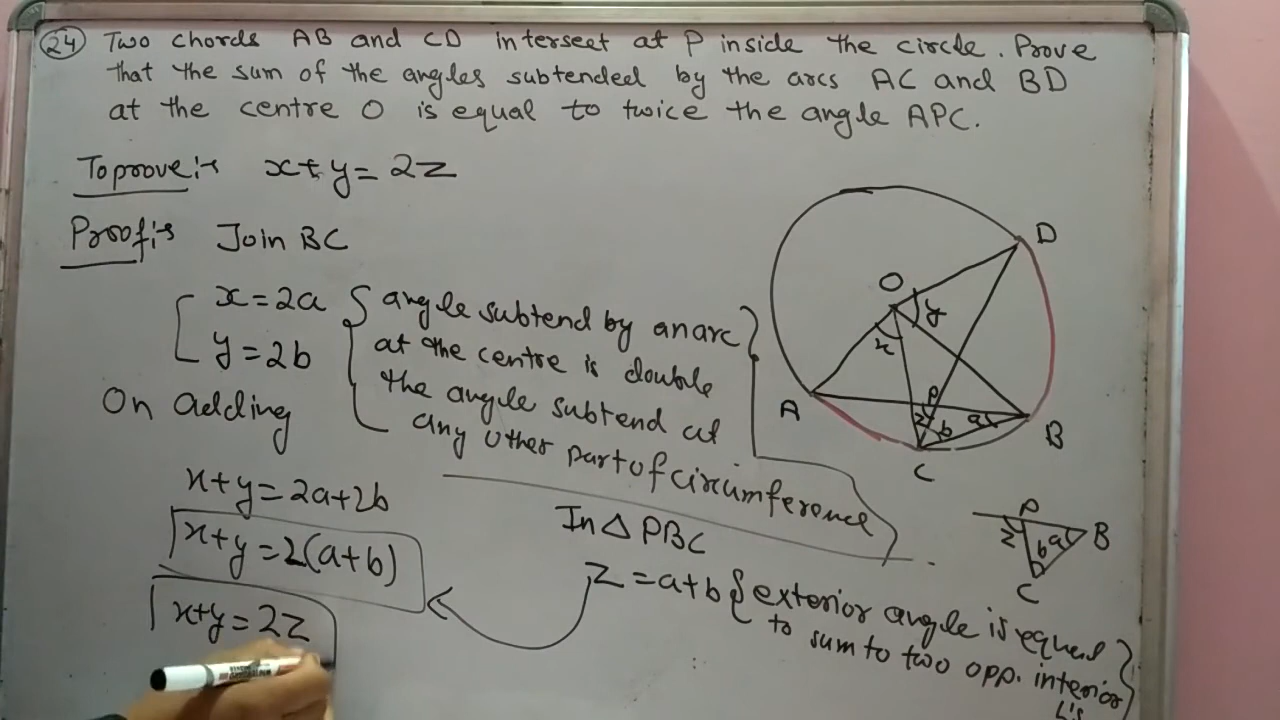 24 Two chords AB and CD intersect at P inside the circle. Prove
that the sum of the angles subtended by the arcs AC and BD
at the centre O is equal to twice the angle APC.
To prove:- x+y=2z
Proof:- Join BC
x=2a
y=2b
{angle subtend by an arc
at the centre is double
the angle subtend at
any other part of circumference}
On adding
x+y=2a+2b
x+y=2(a+b)
x+y=2z
In △ PBC
z=a+b {exterior angle is equal
to sum to two opp. interior
∠'s
D
O
y
x
A
P
z
b
a
B
C
P
z
b
a
B
C